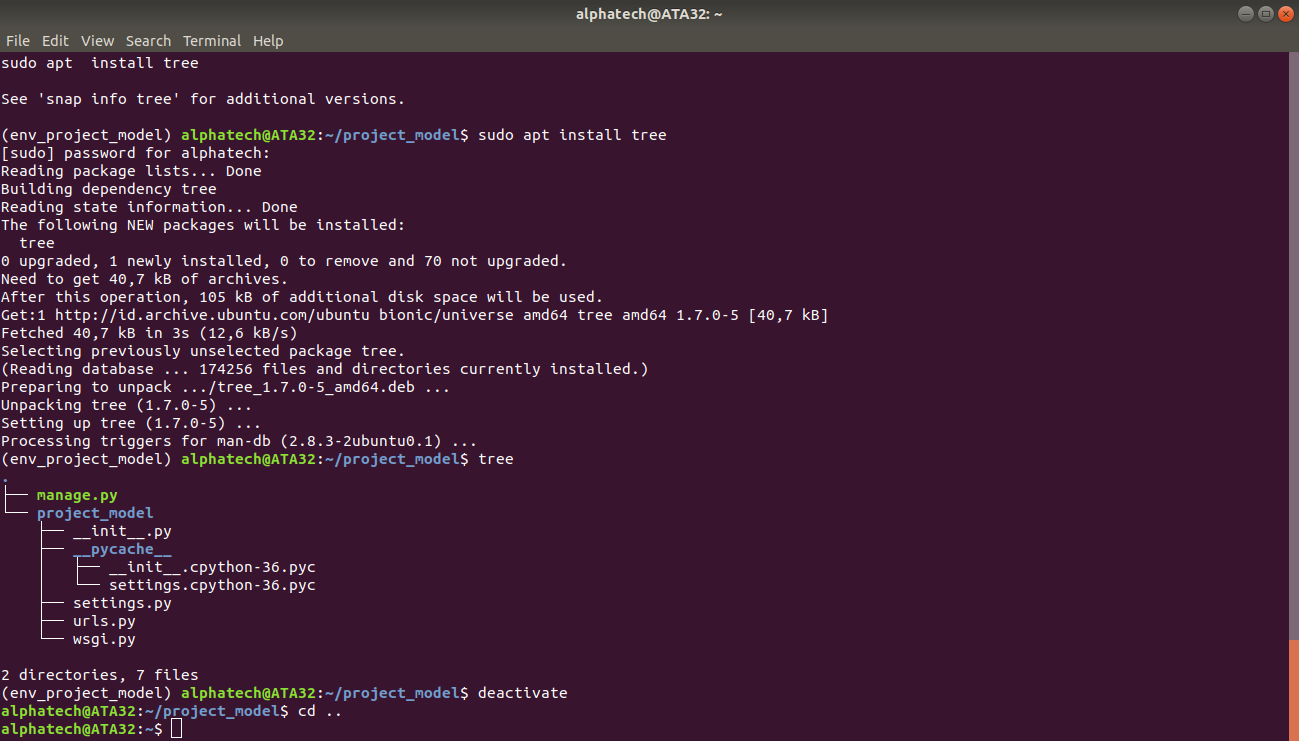 alphatech@ATA32: ~
File Edit View Search Terminal Help
sudo apt  install tree
See 'snap info tree' for additional versions.
(env_project_model) alphatech@ATA32:~/project_model$ sudo apt install tree
[sudo] password for alphatech:
Reading package lists... Done
Building dependency tree
Reading state information... Done
The following NEW packages will be installed:
  tree
0 upgraded, 1 newly installed, 0 to remove and 70 not upgraded.
Need to get 40,7 kB of archives.
After this operation, 105 kB of additional disk space will be used.
Get:1 http://id.archive.ubuntu.com/ubuntu bionic/universe amd64 tree amd64 1.7.0-5 [40,7 kB]
Fetched 40,7 kB in 3s (12,6 kB/s)
Selecting previously unselected package tree.
(Reading database ... 174256 files and directories currently installed.)
Preparing to unpack .../tree_1.7.0-5_amd64.deb ...
Unpacking tree (1.7.0-5) ...
Setting up tree (1.7.0-5) ...
Processing triggers for man-db (2.8.3-2ubuntu0.1) ...
(env_project_model) alphatech@ATA32:~/project_model$ tree
.
├── manage.py
└── project_model
    ├── __init__.py
    ├── __pycache__
    │   ├── __init__.cpython-36.pyc
    │   └── settings.cpython-36.pyc
    ├── settings.py
    ├── urls.py
    └── wsgi.py
2 directories, 7 files
(env_project_model) alphatech@ATA32:~/project_model$ deactivate
alphatech@ATA32:~/project_model$ cd ..
alphatech@ATA32:~$